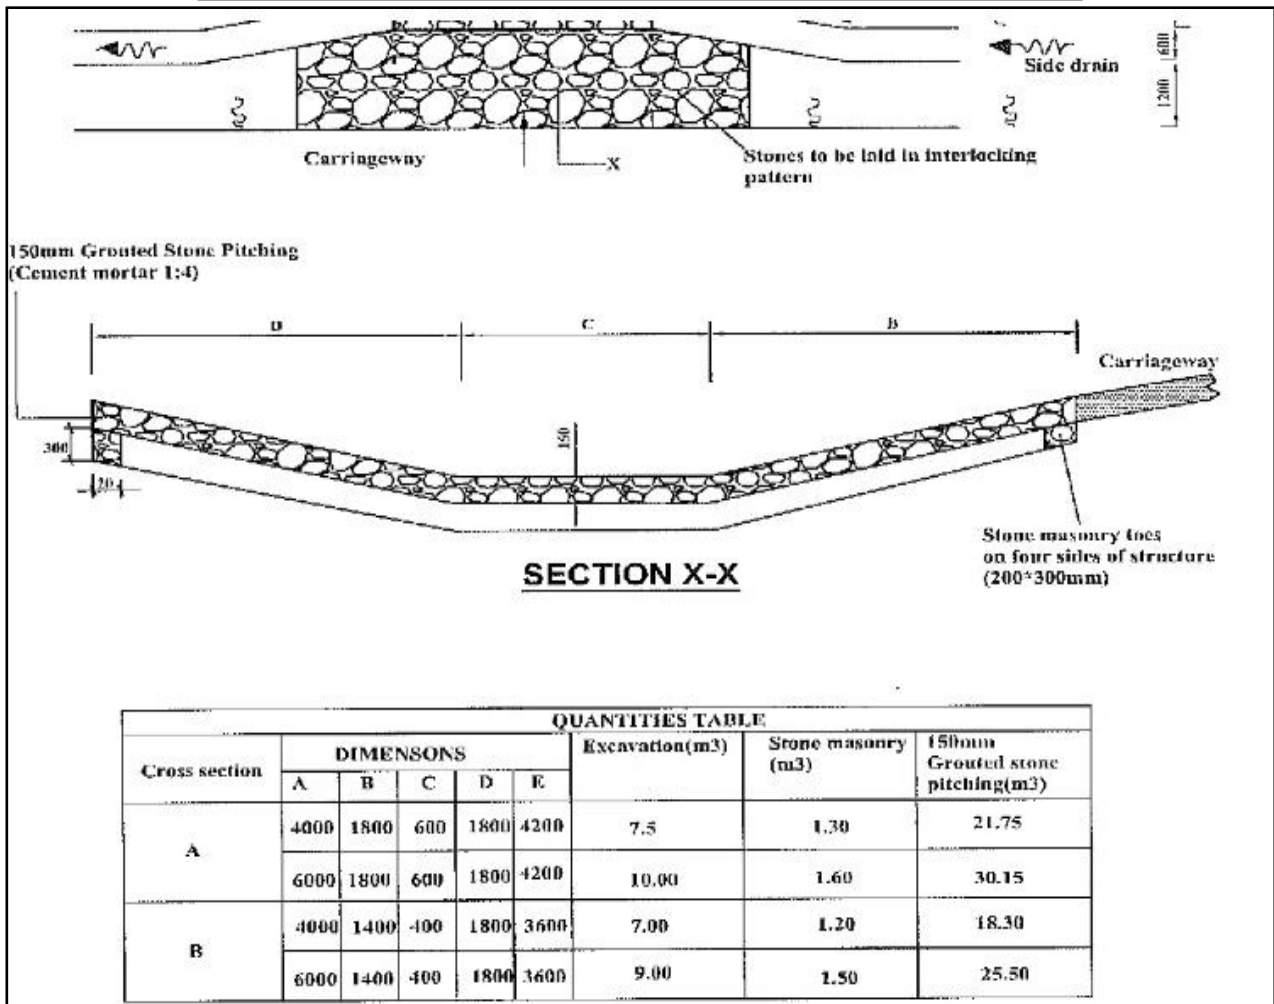 600
Side drain
1200
Carriageway
X
Stones to be laid in interlocking
pattern
150mm Grouted Stone Pitching
(Cement mortar 1:4)
D
C
B
Carriageway
300
150
20
Stone masonry toes
on four sides of structure
(200*300mm)
SECTION X-X
QUANTITIES TABLE
Cross section
DIMENSONS
Excavation(m3)
Stone masonry
(m3)
150mm
Grouted stone
pitching(m3)
A B C D E
A
4000 1800 600 1800 4200 7.5 1.30 21.75
6000 1800 600 1800 4200 10.00 1.60 30.15
B
4000 1400 400 1800 3600 7.00 1.20 18.30
6000 1400 400 1800 3600 9.00 1.50 25.50